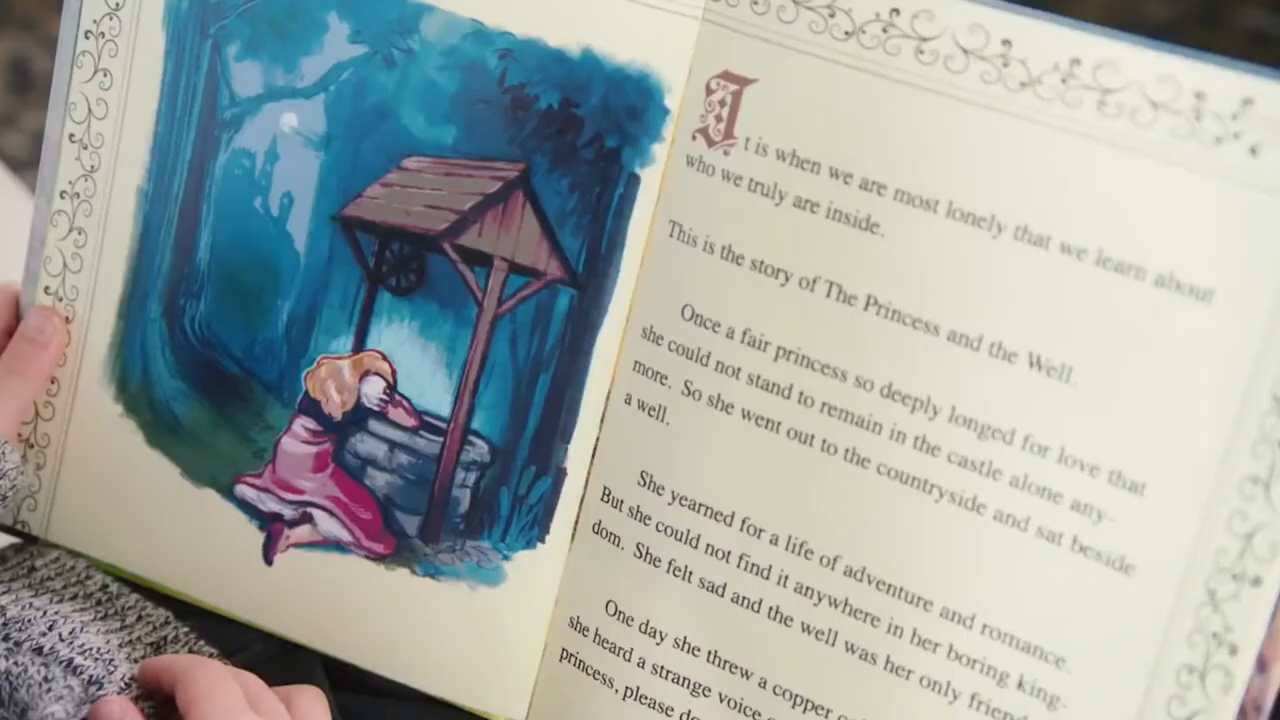 It is when we are most lonely that we learn about
who we truly are inside.
This is the story of The Princess and the Well.
Once a fair princess so deeply longed for love that
she could not stand to remain in the castle alone any-
more. So she went out to the countryside and sat beside
a well.
She yearned for a life of adventure and romance.
But she could not find it anywhere in her boring king-
dom. She felt sad and the well was her only friend
One day she threw a copper
she heard a strange voice
princess, please